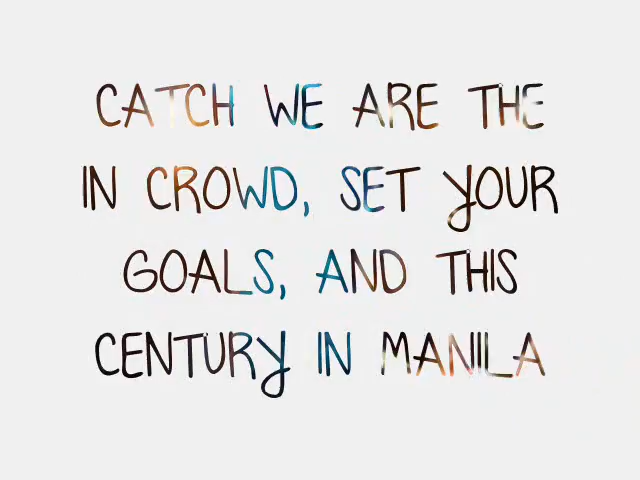 CATCH WE ARE THE
IN CROWD, SET YOUR
GOALS, AND THIS
CENTURY IN MANILA